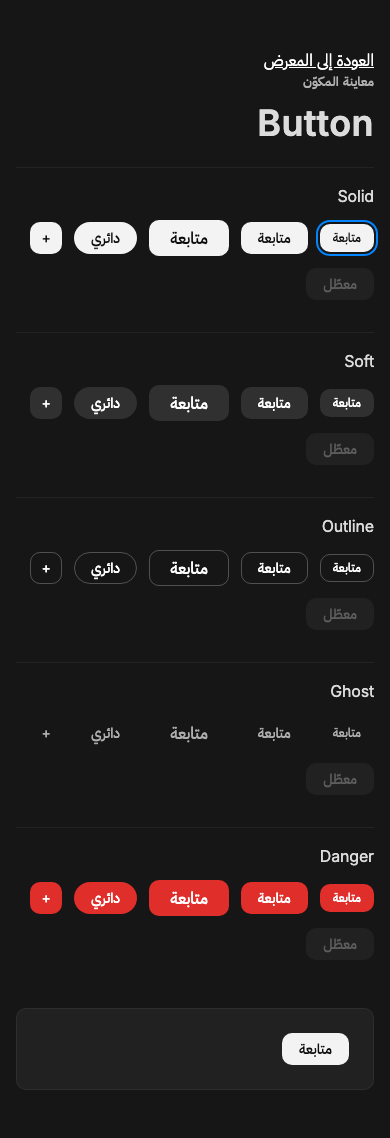 العودة إلى المعرض
معاينة المكوّن
Button
Solid
متابعة متابعة متابعة دائري +
معطّل
Soft
متابعة متابعة متابعة دائري +
معطّل
Outline
متابعة متابعة متابعة دائري +
معطّل
Ghost
متابعة متابعة متابعة دائري +
معطّل
Danger
متابعة متابعة متابعة دائري +
معطّل
متابعة